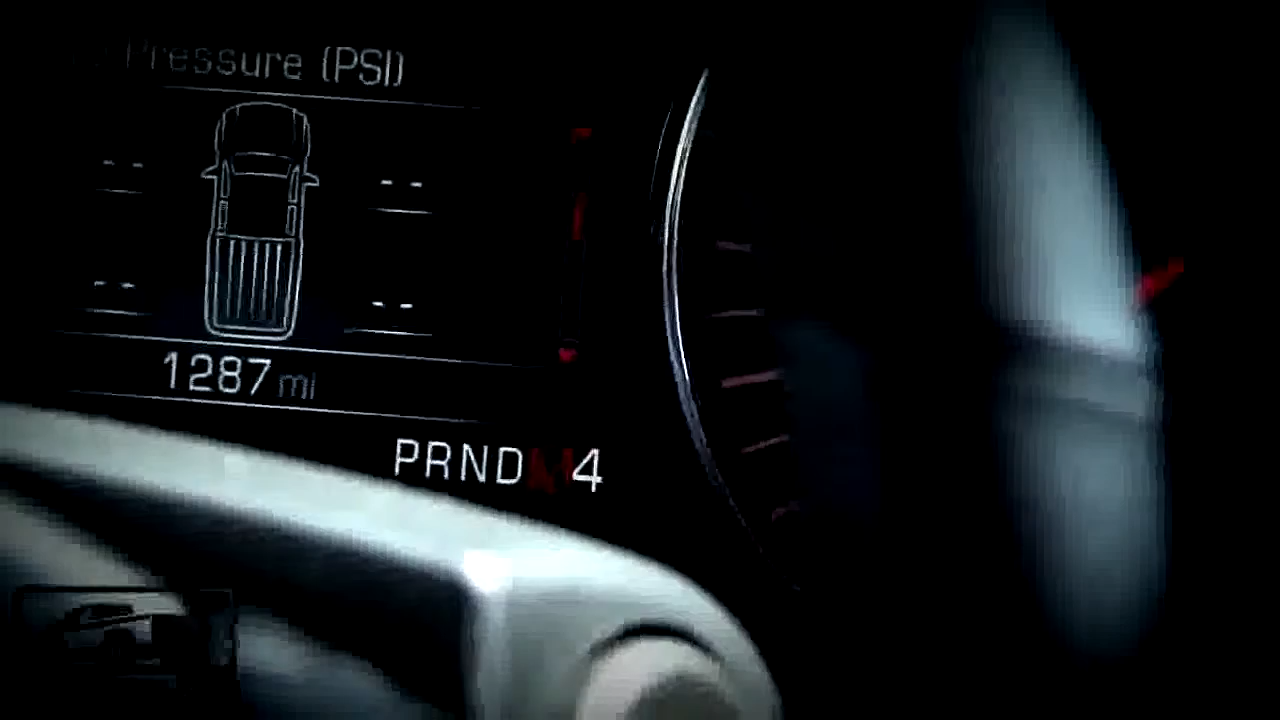 Pressure (PSI)
-- --
-- --
1287 mi
PRNDM4